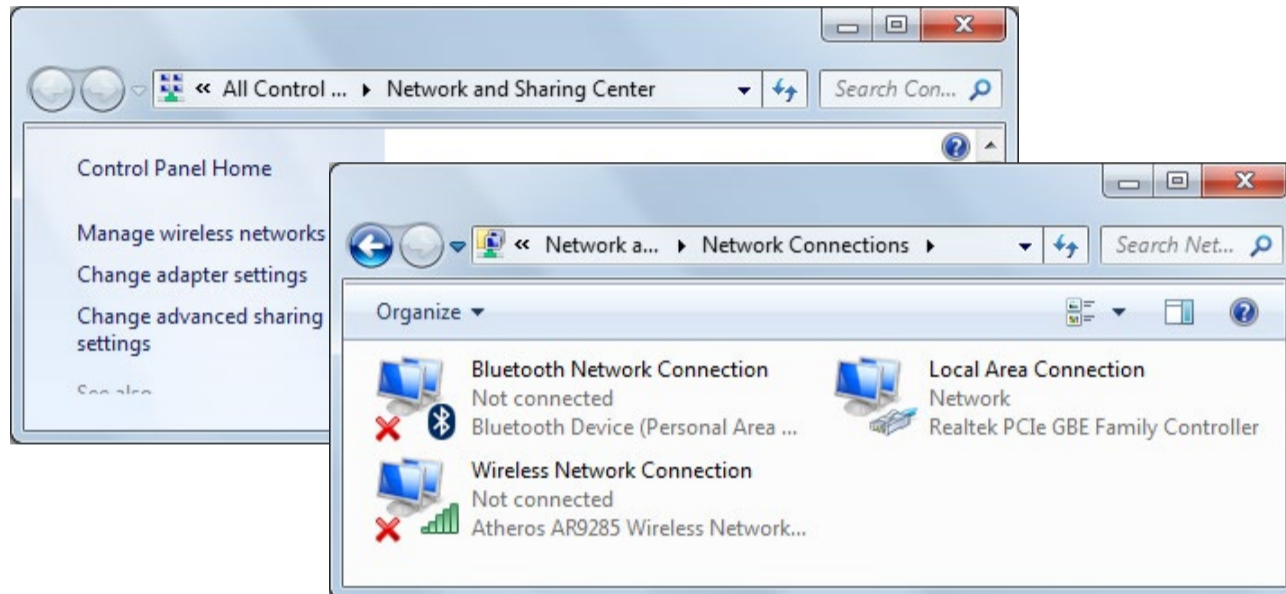 « All Control ... ▸ Network and Sharing Center
Search Con...
Control Panel Home
Manage wireless networks
Change adapter settings
Change advanced sharing
settings
See also
« Network a... ▸ Network Connections ▸
Search Net...
Organize
Bluetooth Network Connection
Not connected
Bluetooth Device (Personal Area ...
Local Area Connection
Network
Realtek PCIe GBE Family Controller
Wireless Network Connection
Not connected
Atheros AR9285 Wireless Network...